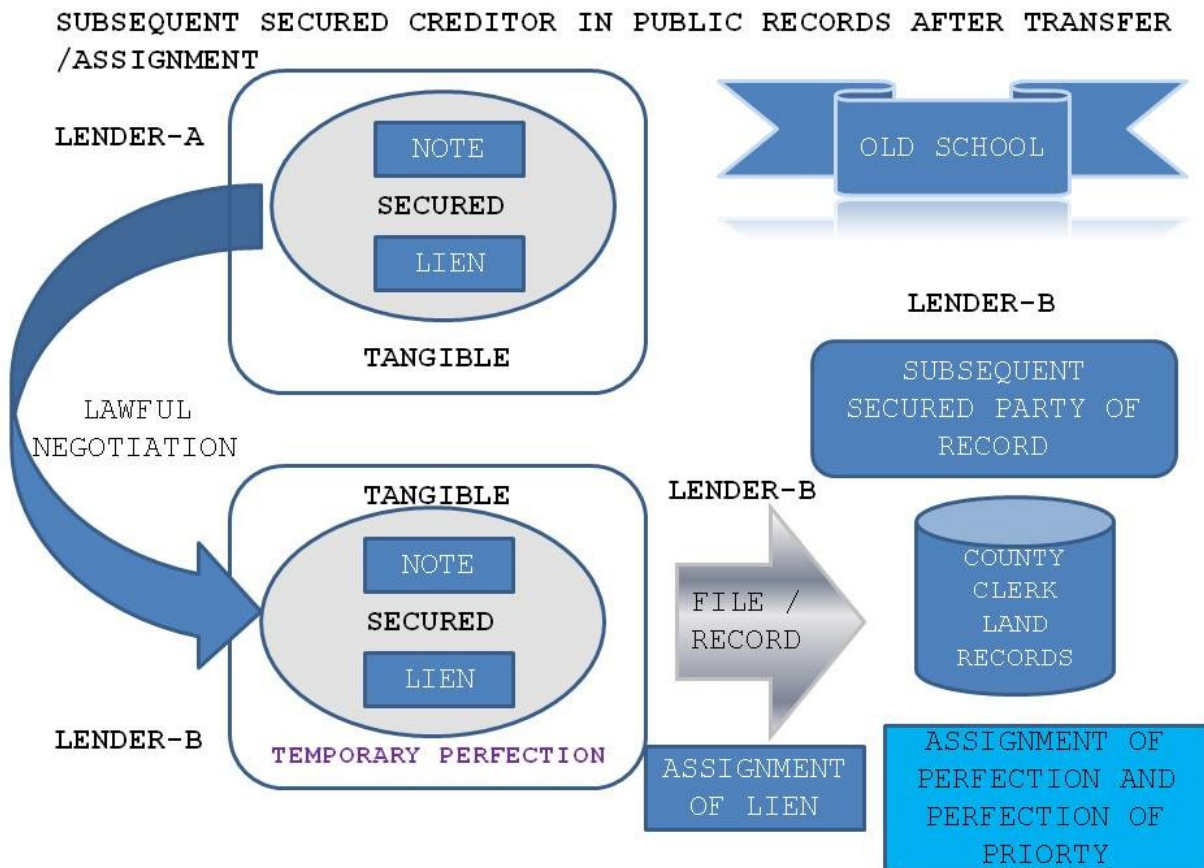 SUBSEQUENT SECURED CREDITOR IN PUBLIC RECORDS AFTER TRANSFER
/ASSIGNMENT
LENDER-A
NOTE
SECURED
LIEN
TANGIBLE
OLD SCHOOL
LAWFUL
NEGOTIATION
LENDER-B
SUBSEQUENT
SECURED PARTY OF
RECORD
TANGIBLE
NOTE
SECURED
LIEN
TEMPORARY PERFECTION
LENDER-B
LENDER-B
FILE /
RECORD
COUNTY
CLERK
LAND
RECORDS
ASSIGNMENT
OF LIEN
ASSIGNMENT OF
PERFECTION AND
PERFECTION OF
PRIORTY